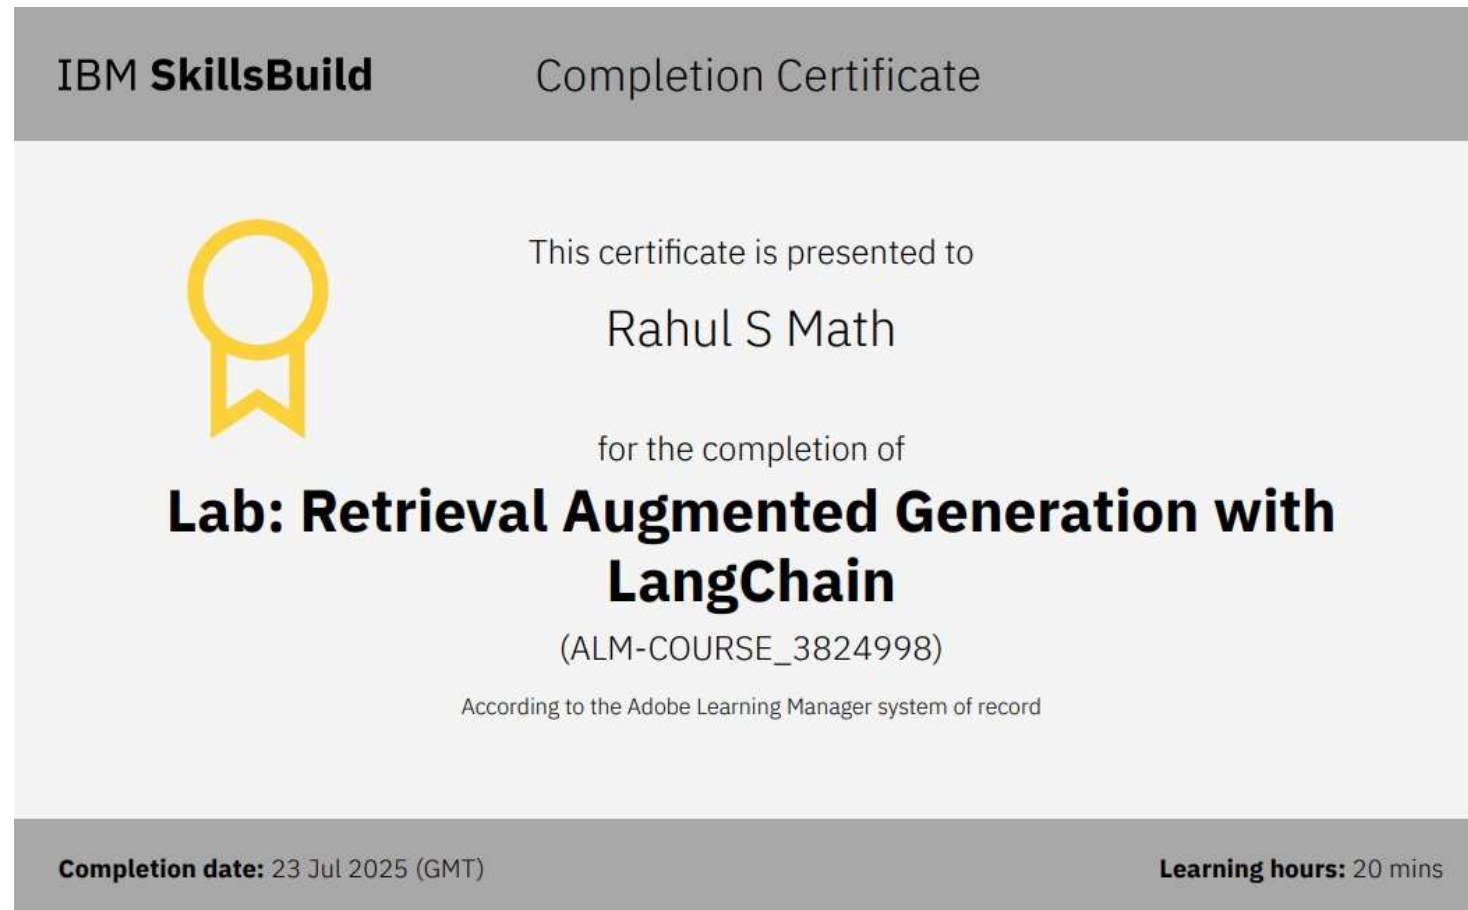 IBM SkillsBuild
Completion Certificate
This certificate is presented to
Rahul S Math
for the completion of
Lab: Retrieval Augmented Generation with
LangChain
(ALM-COURSE_3824998)
According to the Adobe Learning Manager system of record
Completion date: 23 Jul 2025 (GMT)
Learning hours: 20 mins